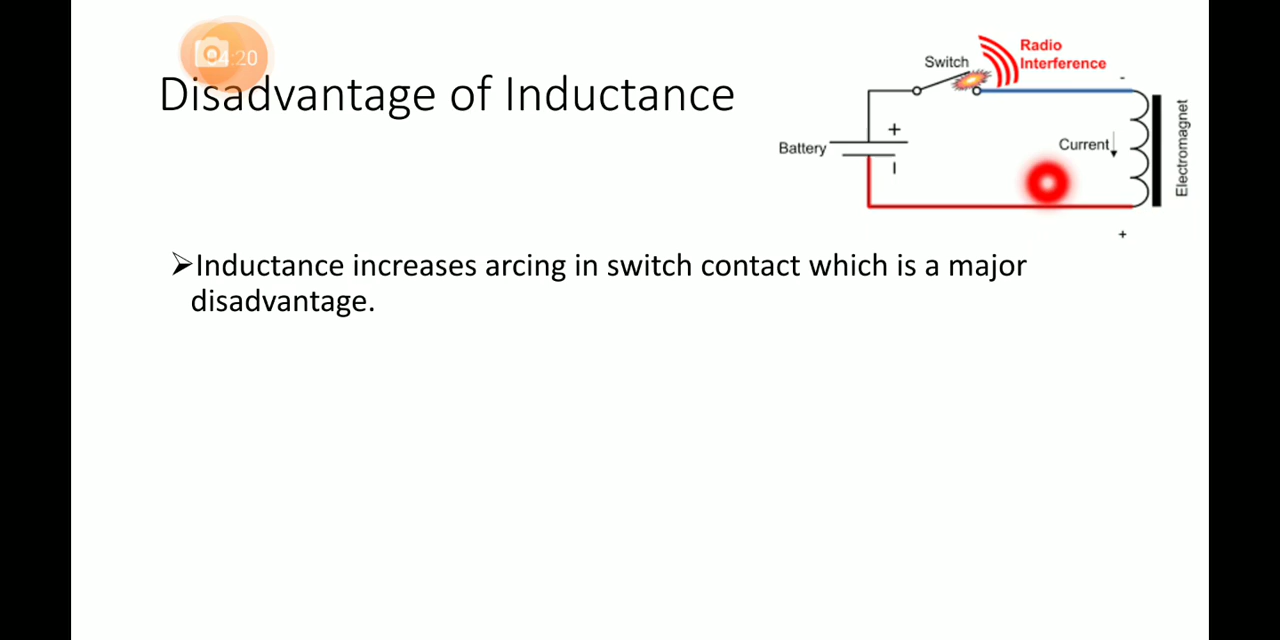 :20
Disadvantage of Inductance
Switch
Radio
Interference
-
+
Battery
Current
Electromagnet
+
➢Inductance increases arcing in switch contact which is a major
disadvantage.